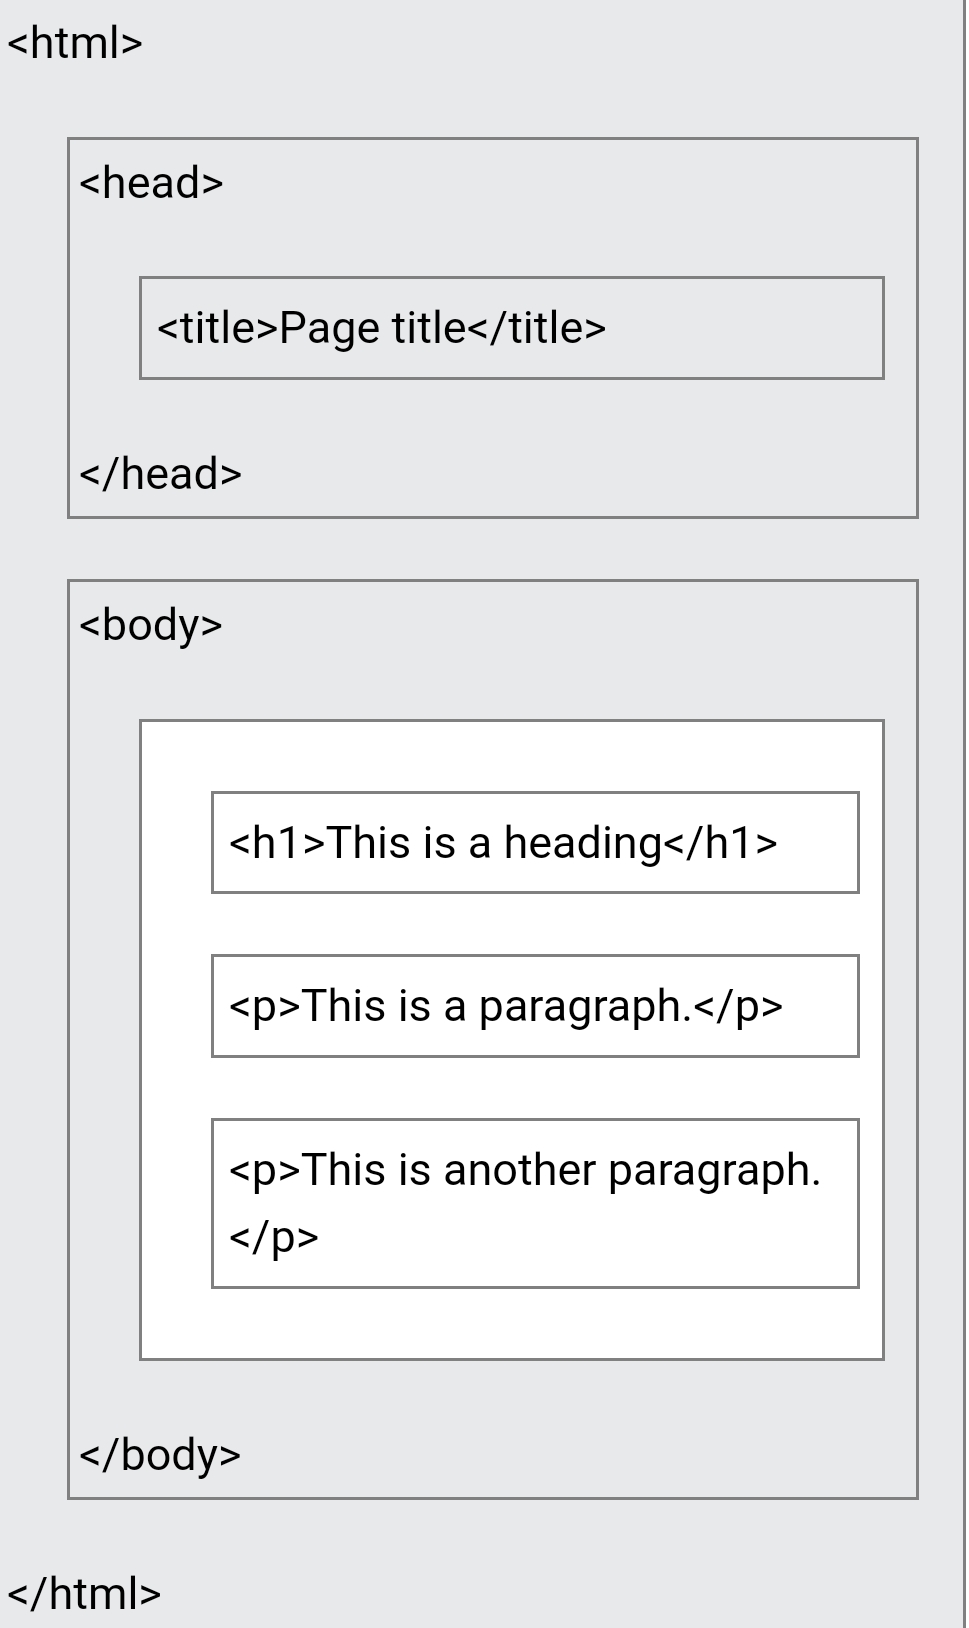 <html>
<head>
<title>Page title</title>
</head>
<body>
<h1>This is a heading</h1>
<p>This is a paragraph.</p>
<p>This is another paragraph.
</p>
</body>
</html>